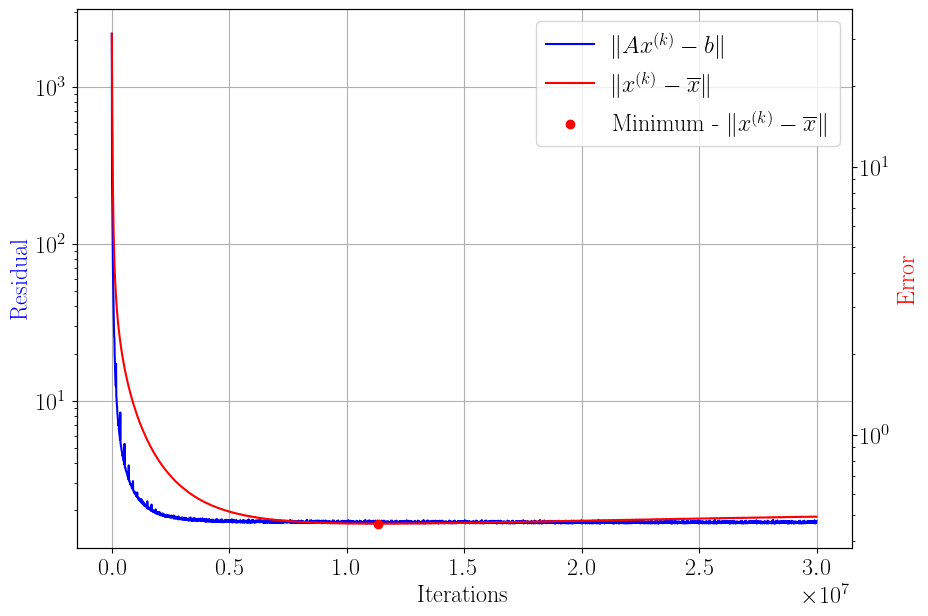 ‖Ax^(k) − b‖
‖x^(k) − x̅‖
Minimum - ‖x^(k) − x̅‖
10^3
10^2
10^1
Residual
10^1
10^0
Error
0.0 0.5 1.0 1.5 2.0 2.5 3.0
Iterations
×10^7